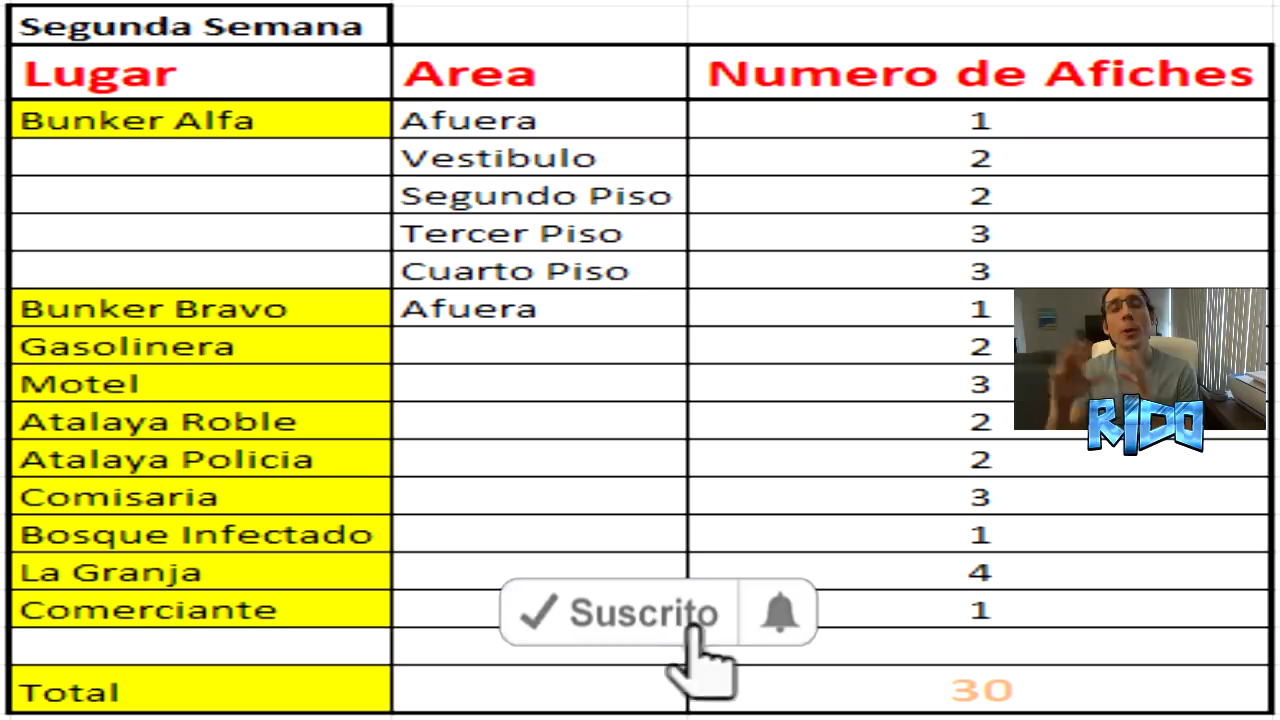 Segunda Semana
Lugar Area Numero de Afiches
Bunker Alfa Afuera 1
Vestibulo 2
Segundo Piso 2
Tercer Piso 3
Cuarto Piso 3
Bunker Bravo Afuera 1
Gasolinera 2
Motel 3
Atalaya Roble 2
Atalaya Policia 2
Comisaria 3
Bosque Infectado 1
La Granja 4
Comerciante 1
Total 30
RIDO
Suscrito